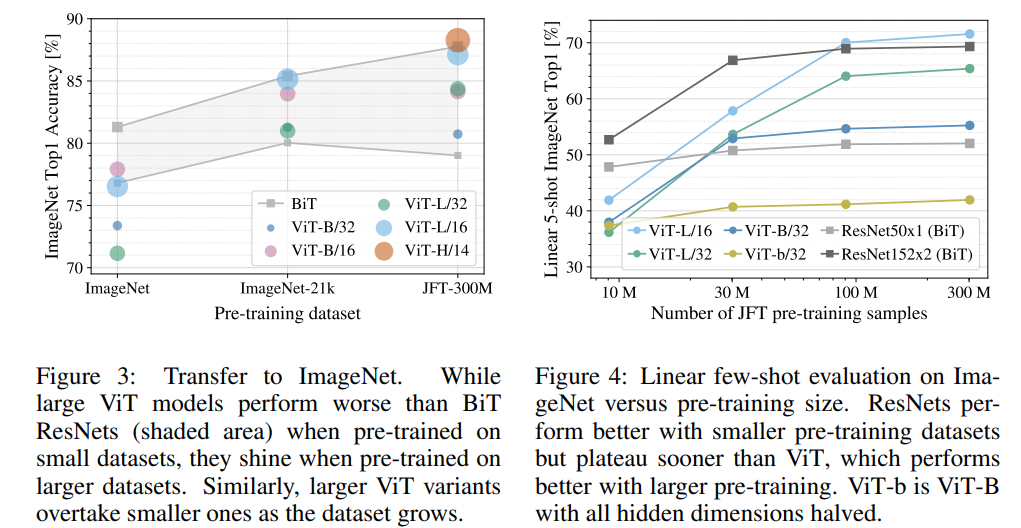 ImageNet Top1 Accuracy [%]
90
85
80
75
70
BiT
ViT-B/32
ViT-B/16
ViT-L/32
ViT-L/16
ViT-H/14
ImageNet
ImageNet-21k
JFT-300M
Pre-training dataset
Linear 5-shot ImageNet Top1 [%]
70
60
50
40
30
ViT-L/16
ViT-L/32
ViT-B/32
ViT-b/32
ResNet50x1 (BiT)
ResNet152x2 (BiT)
10 M
30 M
100 M
300 M
Number of JFT pre-training samples
Figure 3: Transfer to ImageNet. While
large ViT models perform worse than BiT
ResNets (shaded area) when pre-trained on
small datasets, they shine when pre-trained on
larger datasets. Similarly, larger ViT variants
overtake smaller ones as the dataset grows.
Figure 4: Linear few-shot evaluation on Ima-
geNet versus pre-training size. ResNets per-
form better with smaller pre-training datasets
but plateau sooner than ViT, which performs
better with larger pre-training. ViT-b is ViT-B
with all hidden dimensions halved.